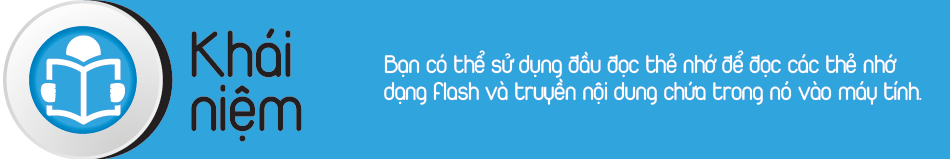 Khái
niệm
Bạn có thể sử dụng đầu đọc thẻ nhớ để đọc các thẻ nhớ
dạng flash và truyền nội dung chứa trong nó vào máy tính.